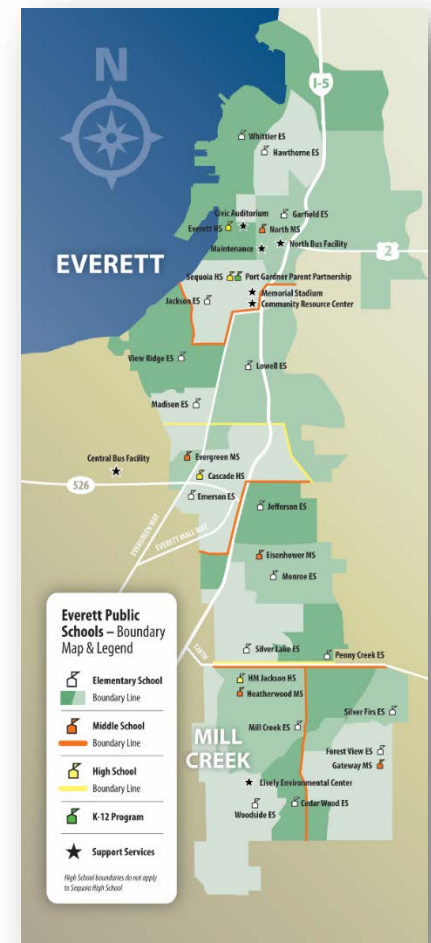 N
I-5
Whittier ES
Hawthorne ES
Civic Auditorium
Garfield ES
Everett HS
North MS
Maintenance
North Bus Facility
2
EVERETT
Sequoia HS
Port Gardner Parent Partnership
Memorial Stadium
Jackson ES
Community Resource Center
View Ridge ES
Lowell ES
Madison ES
Central Bus Facility
Evergreen MS
Cascade HS
526
Emerson ES
Jefferson ES
EVERGREEN WAY
EVERETT MALL WAY
Eisenhower MS
Monroe ES
Everett Public
Schools – Boundary
Map & Legend
Elementary School
Boundary Line
Middle School
Boundary Line
High School
Boundary Line
K-12 Program
Support Services
High School boundaries do not apply
to Sequoia High School
128TH
Silver Lake ES
Penny Creek ES
HM Jackson HS
Heatherwood MS
Silver Firs ES
Mill Creek ES
MILL
CREEK
Forest View ES
Gateway MS
Lively Environmental Center
Cedar Wood ES
Woodside ES